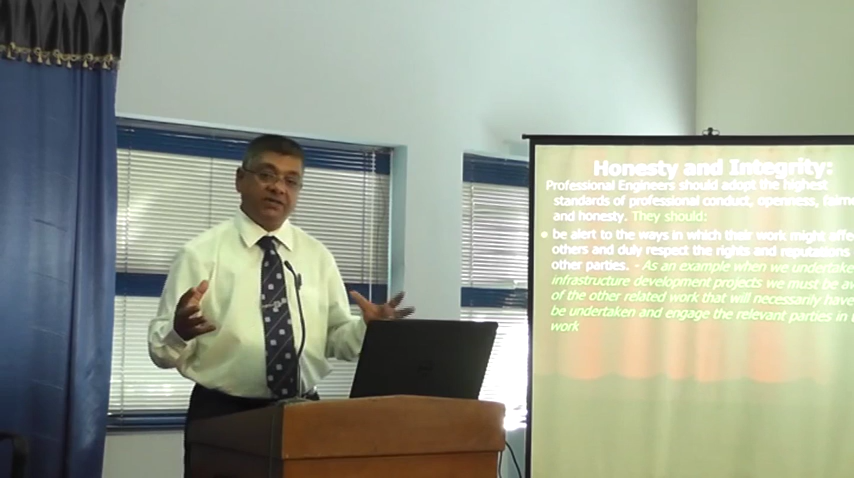 Honesty and Integrity:
Professional Engineers should adopt the highest
standards of professional conduct, openness,
and honesty. They should:
• be alert to the ways in which their work might
others and duly respect the rights and reputations
other parties. - As an example when we undertake
infrastructure development projects we must be
of the other related work that will necessarily have
be undertaken and engage the relevant parties in
work